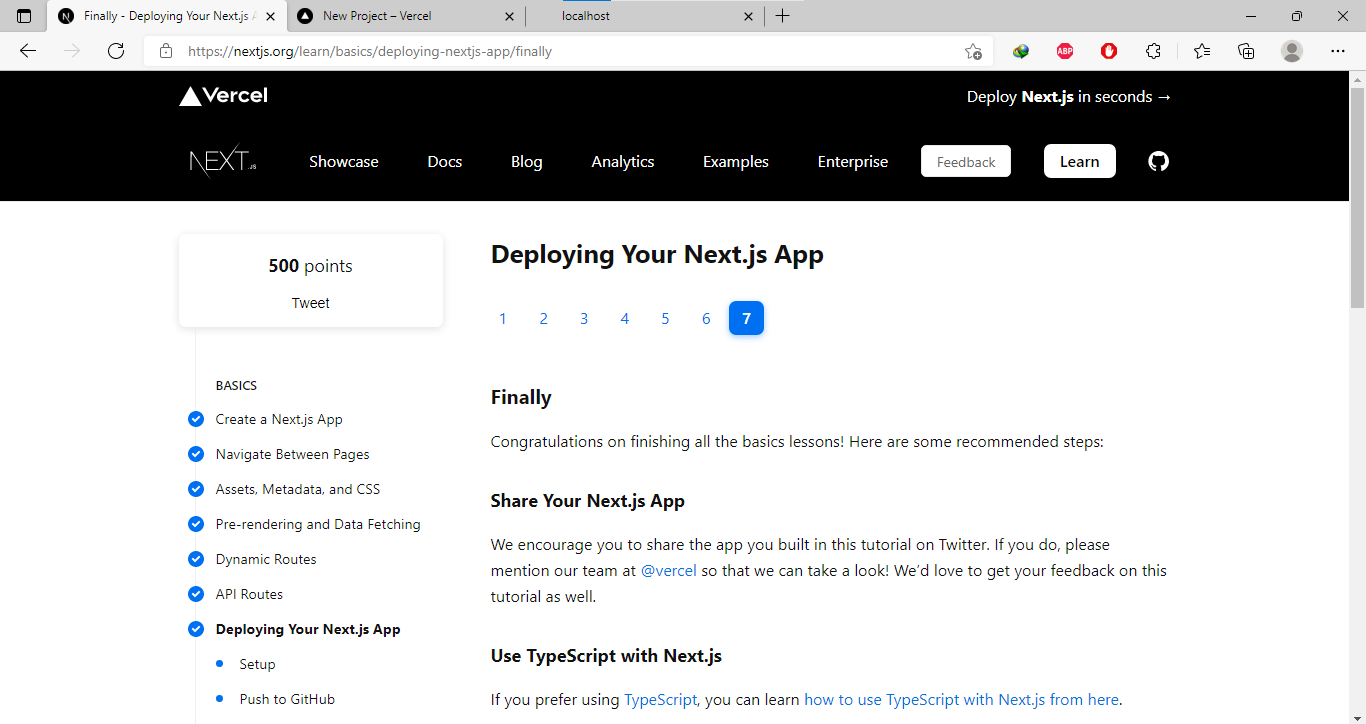 Finally - Deploying Your Next.js A
New Project – Vercel
localhost
https://nextjs.org/learn/basics/deploying-nextjs-app/finally
ABP
Vercel
Deploy Next.js in seconds →
NEXT.JS
Showcase
Docs
Blog
Analytics
Examples
Enterprise
Feedback
Learn
500 points
Tweet
BASICS
Create a Next.js App
Navigate Between Pages
Assets, Metadata, and CSS
Pre-rendering and Data Fetching
Dynamic Routes
API Routes
Deploying Your Next.js App
Setup
Push to GitHub
Deploying Your Next.js App
1 2 3 4 5 6 7
Finally
Congratulations on finishing all the basics lessons! Here are some recommended steps:
Share Your Next.js App
We encourage you to share the app you built in this tutorial on Twitter. If you do, please
mention our team at @vercel so that we can take a look! We’d love to get your feedback on this
tutorial as well.
Use TypeScript with Next.js
If you prefer using TypeScript, you can learn how to use TypeScript with Next.js from here.